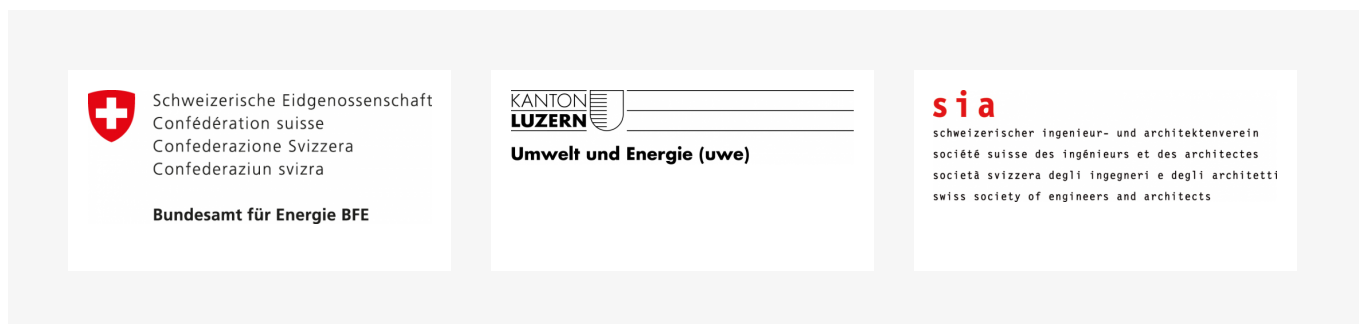 Schweizerische Eidgenossenschaft
Confédération suisse
Confederazione Svizzera
Confederaziun svizra
Bundesamt für Energie BFE
KANTON
LUZERN
Umwelt und Energie (uwe)
sia
schweizerischer ingenieur- und architektenverein
société suisse des ingénieurs et des architectes
società svizzera degli ingegneri e degli architetti
swiss society of engineers and architects